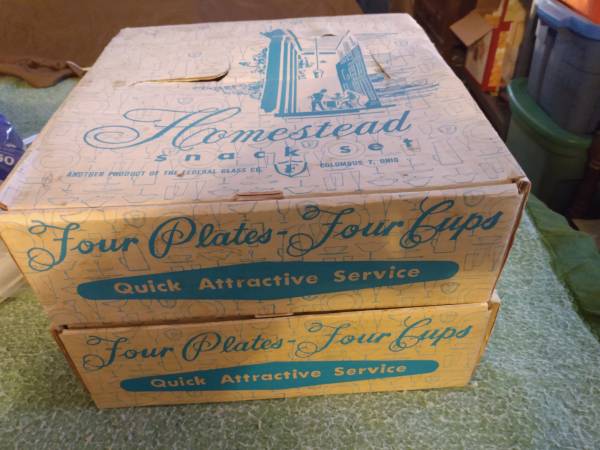 Homestead
snack set
ANOTHER PRODUCT OF THE FEDERAL GLASS CO. F COLUMBUS 7, OHIO
Four Plates - Four Cups
Quick Attractive Service
Four Plates - Four Cups
Quick Attractive Service
50